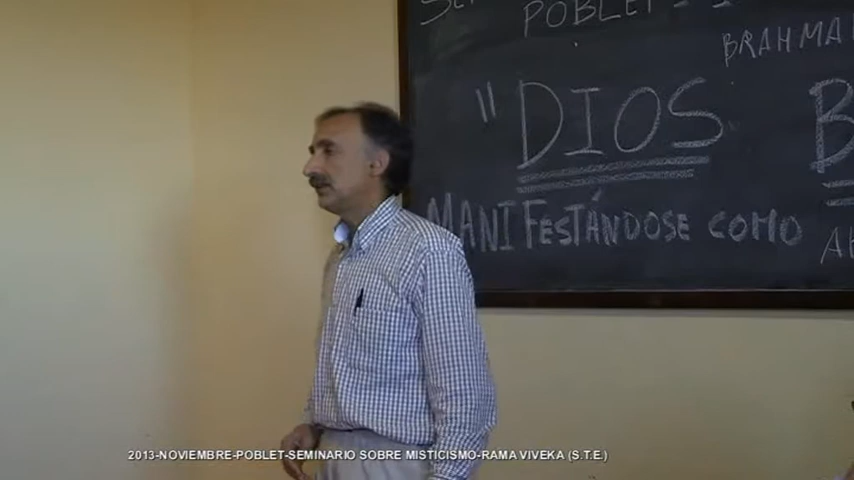 POBLET
BRAHMA
"DIOS
MANIFESTÁNDOSE COMO
2013-NOVIEMBRE-POBLET-SEMINARIO SOBRE MISTICISMO-RAMA VIVEKA (S.T.E.)